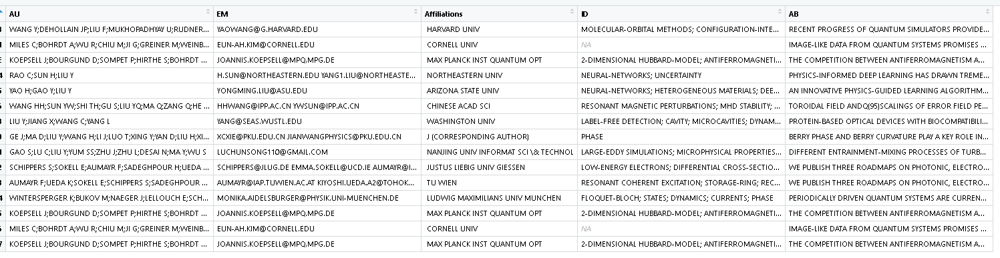 AU EM Affiliations ID AB
WANG Y;DEHOLLAIN JP;LIU F;MUKHOPADHYAY U;RUDNER... YAOWANG@G.HARVARD.EDU HARVARD UNIV MOLECULAR-ORBITAL METHODS; CONFIGURATION-INTE... RECENT PROGRESS OF QUANTUM SIMULATORS PROVIDE...
MILES C;BOHRDT A;WU R;CHIU M;JI G;GREINER M;WEINB... EUN-AH.KIM@CORNELL.EDU CORNELL UNIV NA IMAGE-LIKE DATA FROM QUANTUM SYSTEMS PROMISES ...
KOEPSELL J;BOURGUND D;SOMPET P;HIRTHE S;BOHRDT ... JOANNIS.KOEPSELL@MPQ.MPG.DE MAX PLANCK INST QUANTUM OPT 2-DIMENSIONAL HUBBARD-MODEL; ANTIFERROMAGNETI... THE COMPETITION BETWEEN ANTIFERROMAGNETISM A...
RAO C;SUN H;LIU Y H.SUN@NORTHEASTERN.EDU YANG1.LIU@NORTHEASTE... NORTHEASTERN UNIV NEURAL-NETWORKS; UNCERTAINTY PHYSICS-INFORMED DEEP LEARNING HAS DRAWN TREME...
YAO H;GAO Y;LIU Y YONGMING.LIU@ASU.EDU ARIZONA STATE UNIV NEURAL-NETWORKS; HETEROGENEOUS MATERIALS; DEE... AN INNOVATIVE PHYSICS-GUIDED LEARNING ALGORITHM...
WANG HH;SUN YW;SHI TH;GU S;LIU YQ;MA Q;ZANG Q;HE ... HHWANG@IPP.AC.CN YWSUN@IPP.AC.CN CHINESE ACAD SCI RESONANT MAGNETIC PERTURBATIONS; MHD STABILITY; ... TOROIDAL FIELD ANDQ(95)SCALINGS OF ERROR FIELD PE...
LIU Y;JIANG X;WANG C;YANG L YANG@SEAS.WUSTL.EDU WASHINGTON UNIV LABEL-FREE DETECTION; CAVITY; MICROCAVITIES; DYNAM... PROTEIN-BASED OPTICAL DEVICES WITH BIOCOMPATIBILI...
GE J;MA D;LIU Y;WANG H;LI J;LUO T;XING Y;YAN D;LIU H;XI... XCXIE@PKU.EDU.CN JIANWANGPHYSICS@PKU.EDU.CN J (CORRESPONDING AUTHOR) PHASE BERRY PHASE AND BERRY CURVATURE PLAY A KEY ROLE IN...
GAO S;LU C;LIU Y;YUM SS;ZHU J;ZHU L;DESAI N;MA Y;WU S LUCHUNSONG110@GMAIL.COM NANJING UNIV INFORMAT SCI \& TECHNOL LARGE-EDDY SIMULATIONS; MICROPHYSICAL PROPERTIES... DIFFERENT ENTRAINMENT-MIXING PROCESSES OF TURB...
SCHIPPERS S;SOKELL E;AUMAYR F;SADEGHPOUR H;UEDA ... SCHIPPERS@JLUG.DE EMMA.SOKELL@UCD.IE AUMAYR@I... JUSTUS LIEBIG UNIV GIESSEN LOW-ENERGY ELECTRONS; DIFFERENTIAL CROSS-SECTIO... WE PUBLISH THREE ROADMAPS ON PHOTONIC, ELECTRO...
AUMAYR F;UEDA K;SOKELL E;SCHIPPERS S;SADEGHPOUR ... AUMAYR@IAP.TUWIEN.AC.AT KIYOSHI.UEDA.A2@TOHOK... TU WIEN RESONANT COHERENT EXCITATION; STORAGE-RING; REC... WE PUBLISH THREE ROADMAPS ON PHOTONIC, ELECTRO...
WINTERSPERGER K;BUKOV M;NAEGER J;LELLOUCH E;SCH... MONIKA.AIDELSBURGER@PHYSIK.UNI-MUENCHEN.DE LUDWIG MAXIMILIANS UNIV MUNCHEN FLOQUET-BLOCH; STATES; DYNAMICS; CURRENTS; PHASE PERIODICALLY DRIVEN QUANTUM SYSTEMS ARE CURREN...
KOEPSELL J;BOURGUND D;SOMPET P;HIRTHE S;BOHRDT ... JOANNIS.KOEPSELL@MPQ.MPG.DE MAX PLANCK INST QUANTUM OPT 2-DIMENSIONAL HUBBARD-MODEL; ANTIFERROMAGNETI... THE COMPETITION BETWEEN ANTIFERROMAGNETISM A...
MILES C;BOHRDT A;WU R;CHIU M;JI G;GREINER M;WEINB... EUN-AH.KIM@CORNELL.EDU CORNELL UNIV NA IMAGE-LIKE DATA FROM QUANTUM SYSTEMS PROMISES ...
KOEPSELL J;BOURGUND D;SOMPET P;HIRTHE S;BOHRDT ... JOANNIS.KOEPSELL@MPQ.MPG.DE MAX PLANCK INST QUANTUM OPT 2-DIMENSIONAL HUBBARD-MODEL; ANTIFERROMAGNETI... THE COMPETITION BETWEEN ANTIFERROMAGNETISM A...